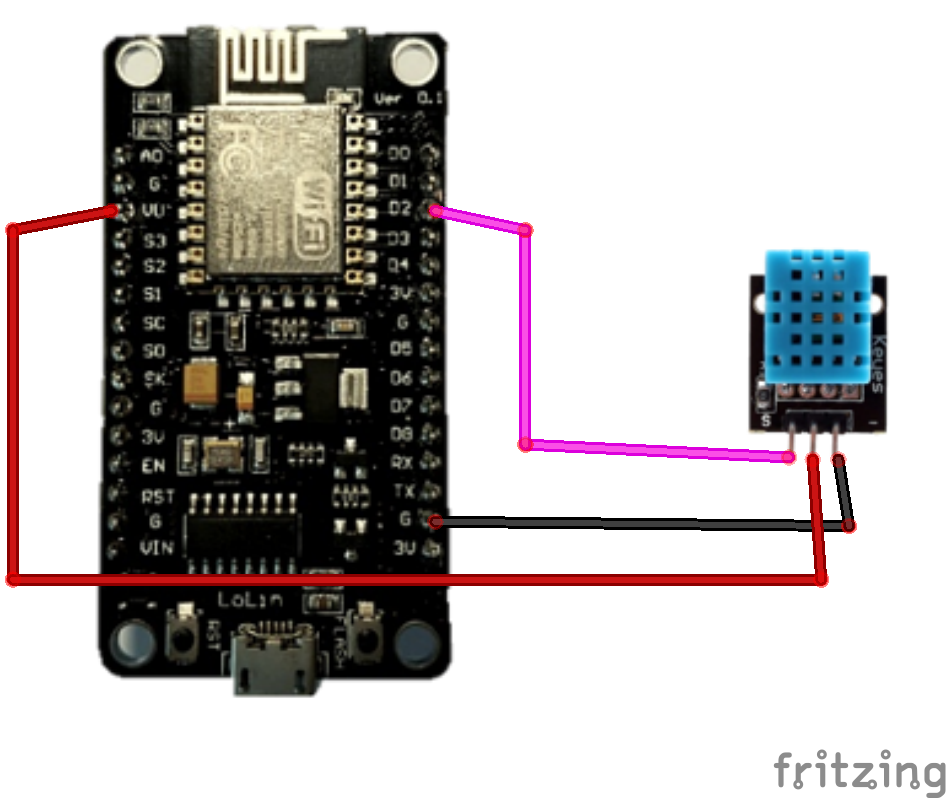 Ver 0.1
A0
G
VU
S3
S2
S1
SC
S0
SK
G
3V
EN
RST
G
VIN
D0
D1
D2
D3
D4
3V
G
D5
D6
D7
D8
RX
TX
G
3V
WiFi
LoLin
RST
FLASH
Keyes
S
-
fritzing